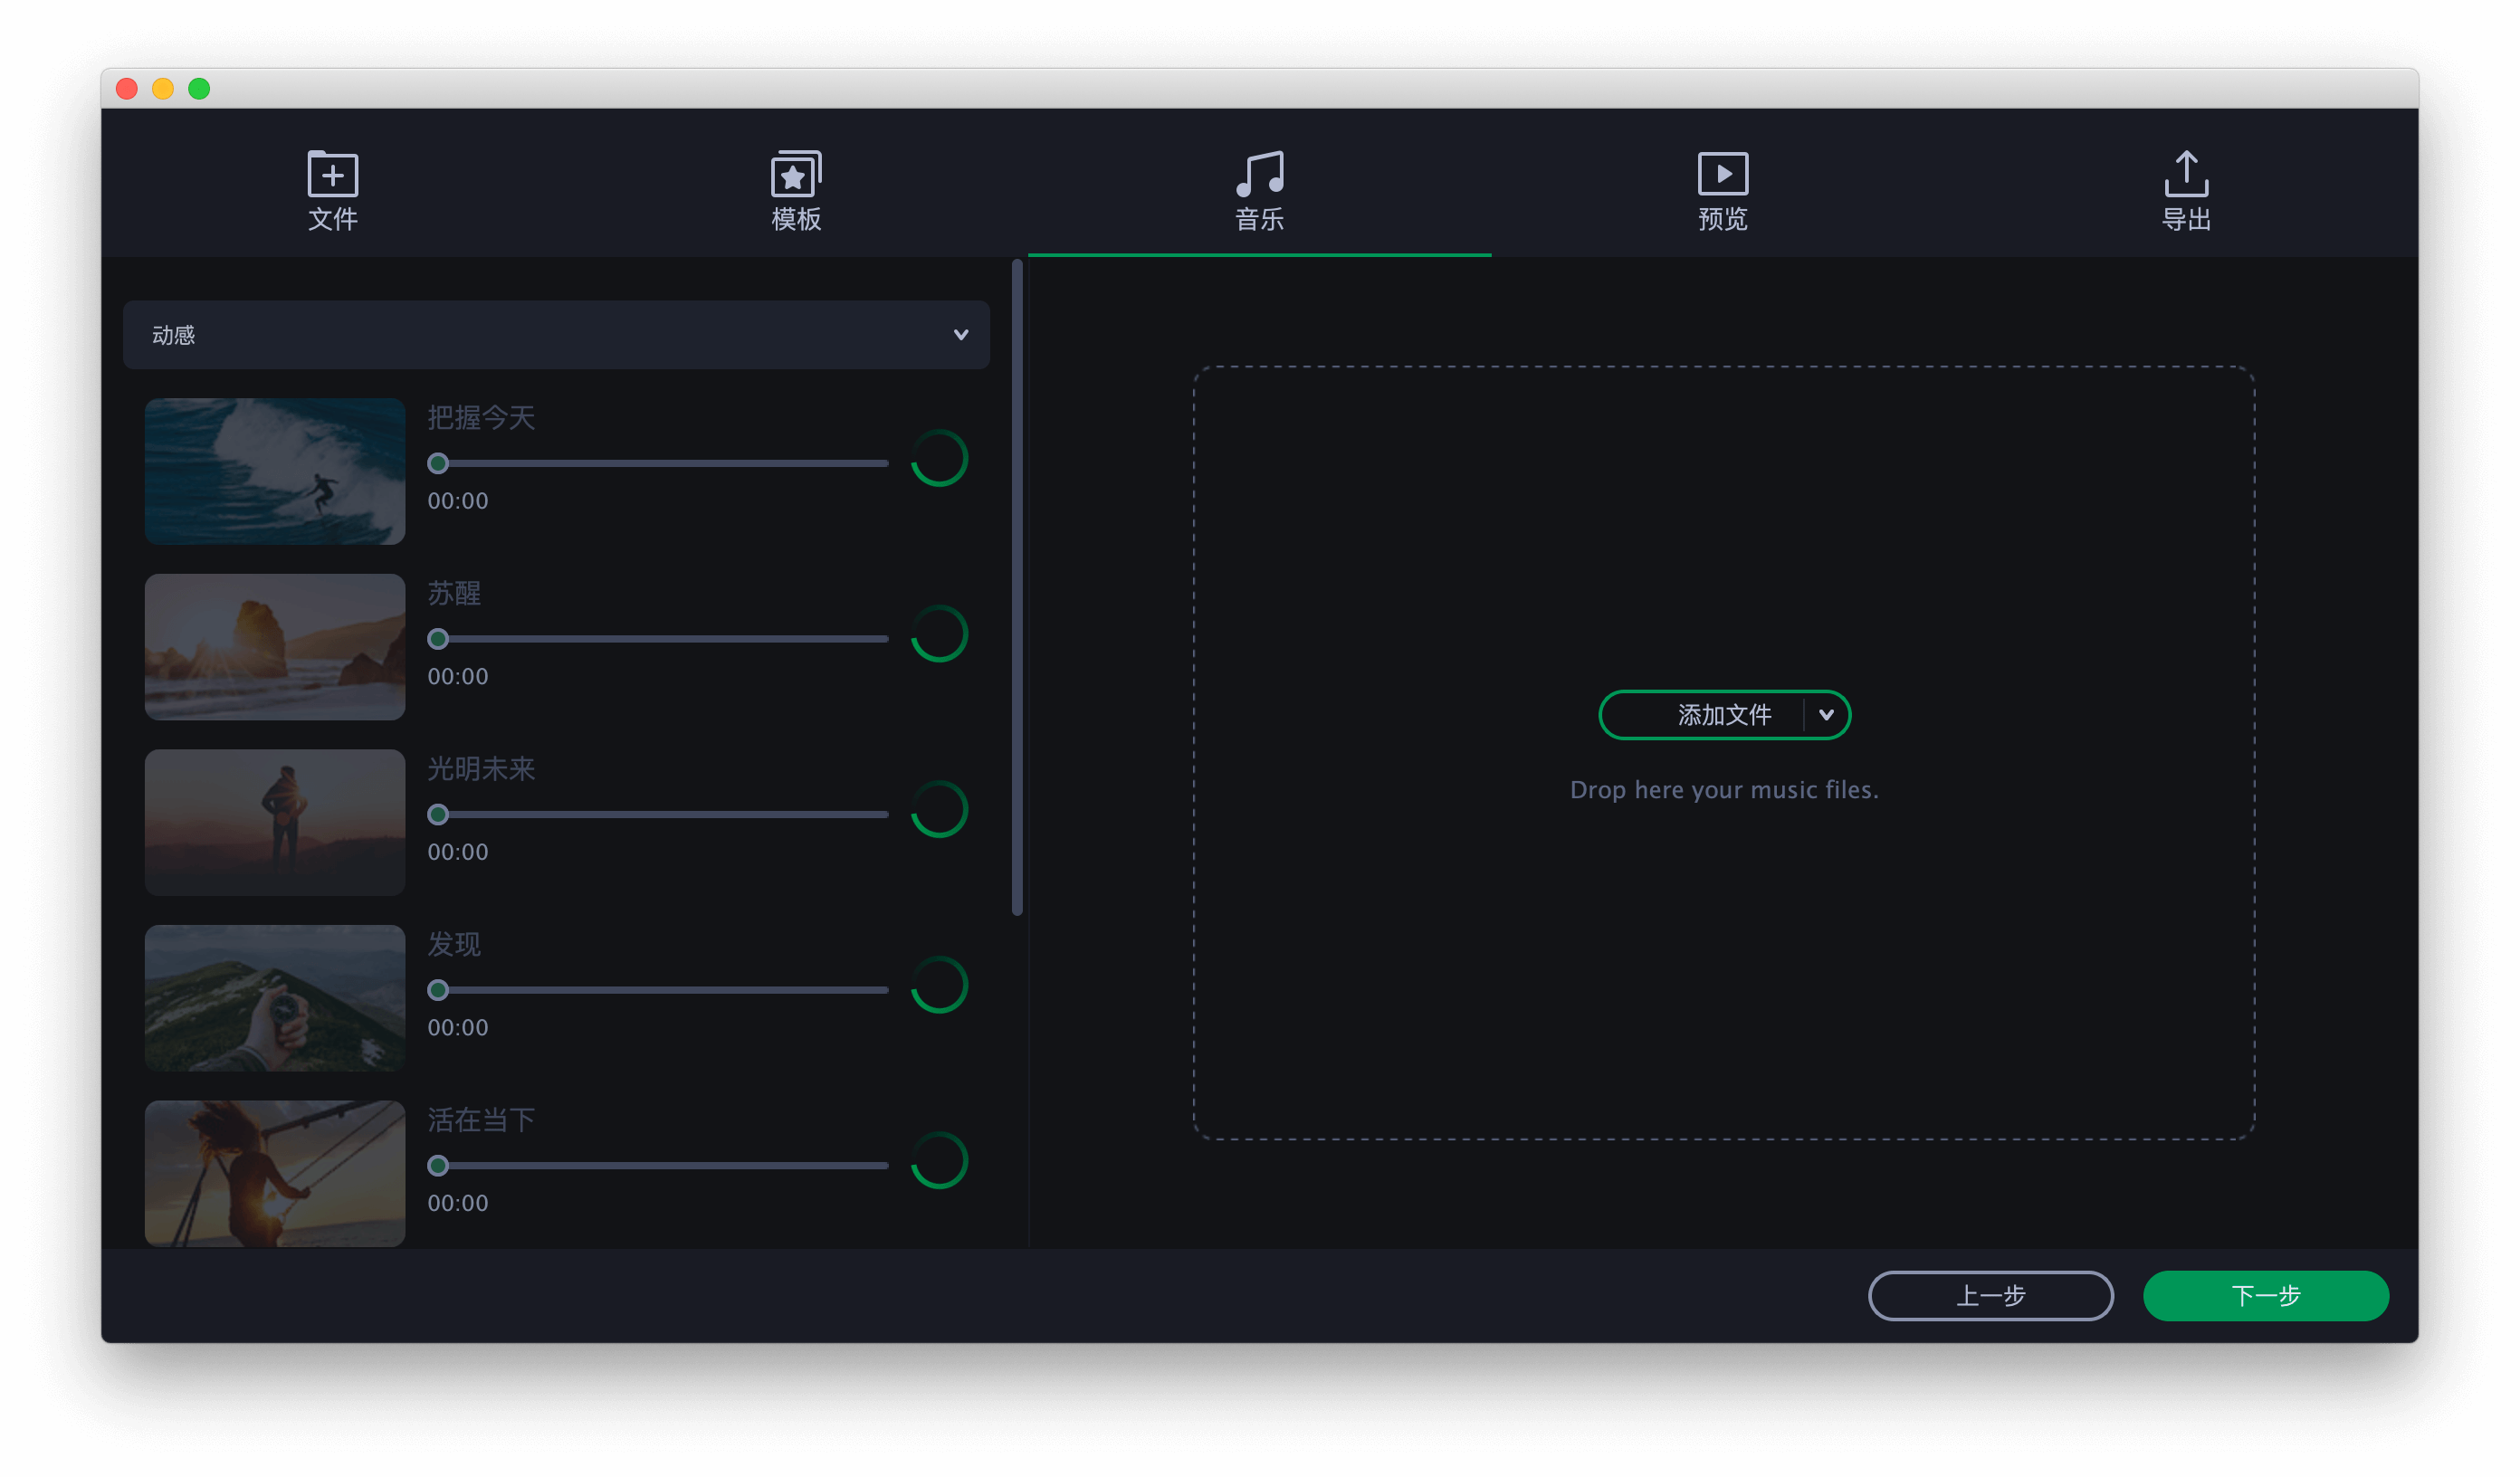 文件
模板
音乐
预览
导出
动感
把握今天
00:00
苏醒
00:00
光明未来
00:00
发现
00:00
活在当下
00:00
添加文件
Drop here your music files.
上一步
下一步